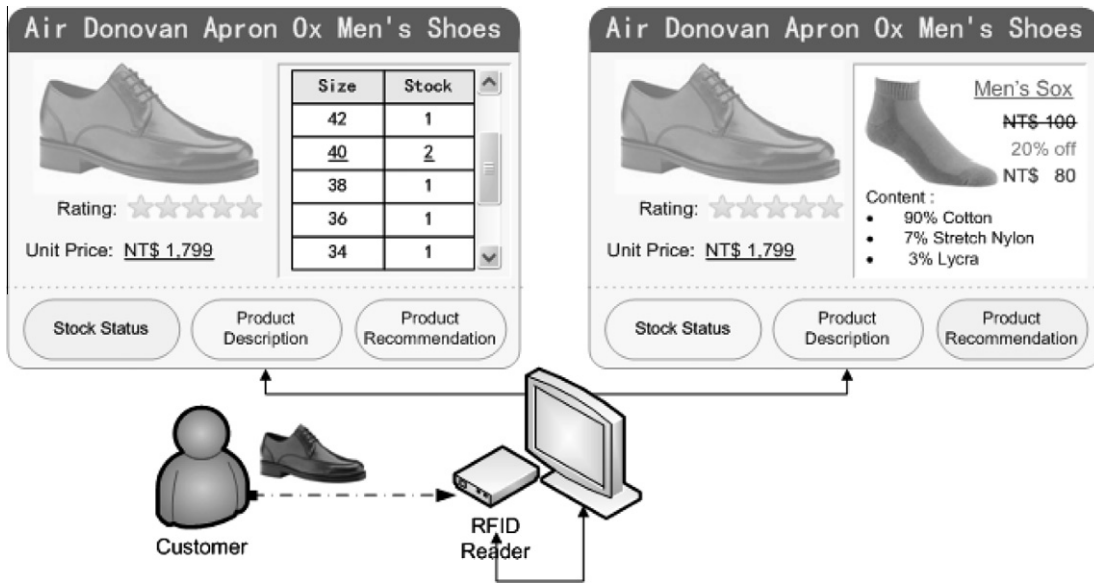 Air Donovan Apron Ox Men's Shoes
Size Stock
42 1
40 2
38 1
36 1
34 1
Rating:
Unit Price: NT$ 1,799
Stock Status
Product
Description
Product
Recommendation
Air Donovan Apron Ox Men's Shoes
Men's Sox
NT$ 100
20% off
NT$ 80
Content :
• 90% Cotton
• 7% Stretch Nylon
• 3% Lycra
Rating:
Unit Price: NT$ 1,799
Stock Status
Product
Description
Product
Recommendation
Customer
RFID
Reader